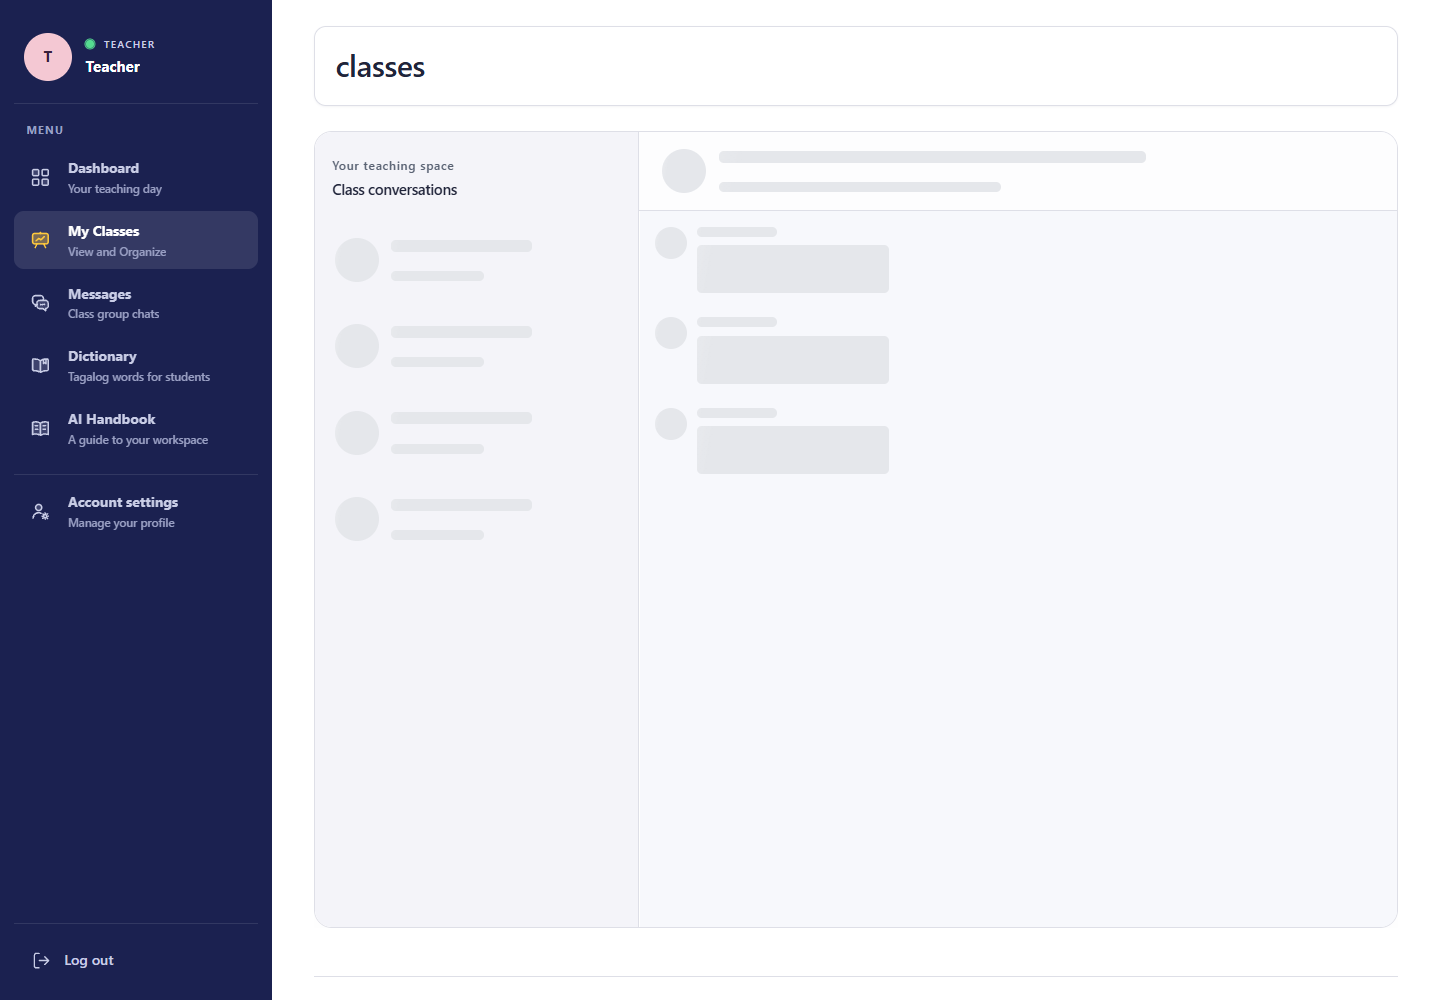 T
TEACHER
Teacher
MENU
Dashboard
Your teaching day
My Classes
View and Organize
Messages
Class group chats
Dictionary
Tagalog words for students
AI Handbook
A guide to your workspace
Account settings
Manage your profile
Log out
classes
Your teaching space
Class conversations